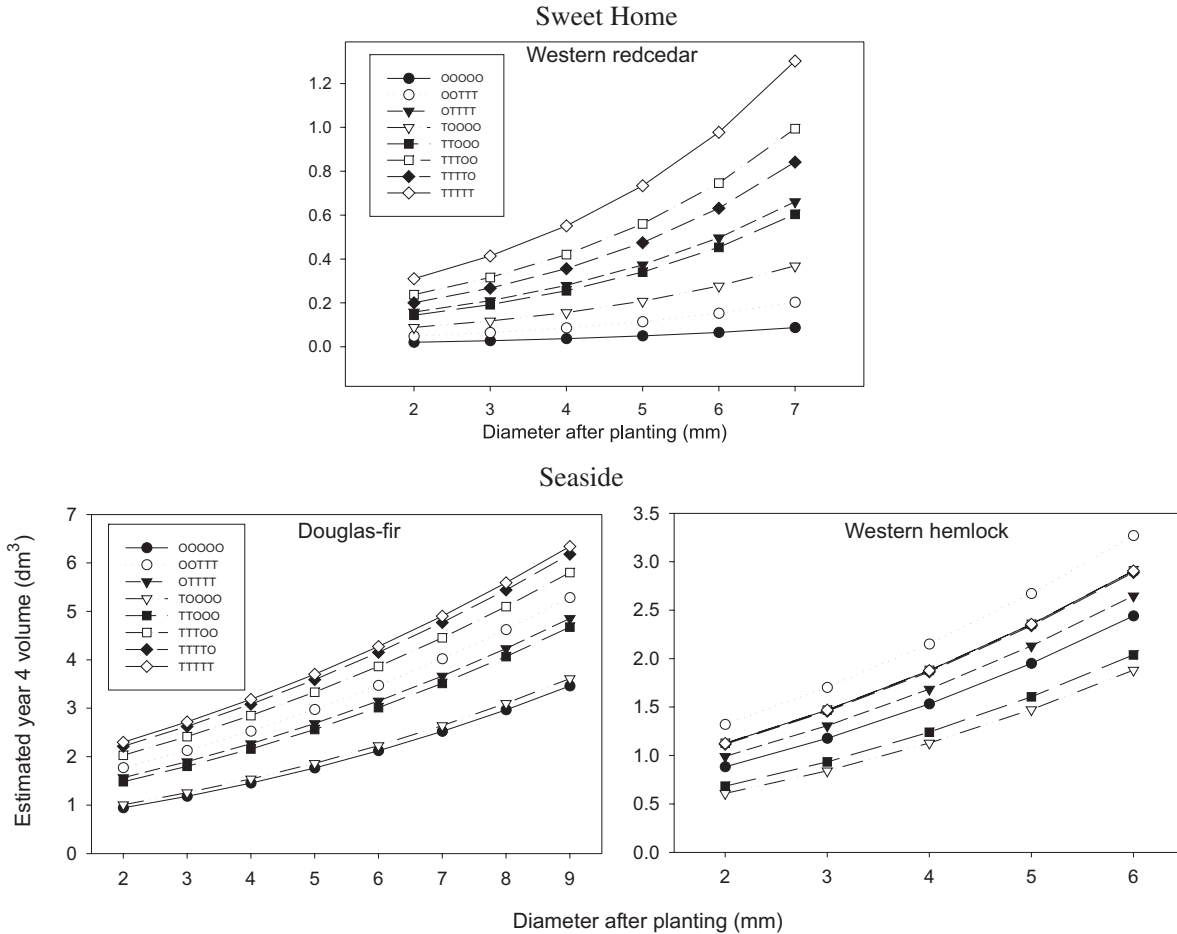 Sweet Home
Western redcedar
OOOOO
OOTTT
OTTTT
TOOOO
TTOOO
TTTOO
TTTTO
TTTTT
1.2
1.0
0.8
0.6
0.4
0.2
0.0
2 3 4 5 6 7
Diameter after planting (mm)
Seaside
Estimated year 4 volume (dm³)
Douglas-fir
OOOOO
OOTTT
OTTTT
TOOOO
TTOOO
TTTOO
TTTTO
TTTTT
7
6
5
4
3
2
1
0
2 3 4 5 6 7 8 9
Western hemlock
3.5
3.0
2.5
2.0
1.5
1.0
0.5
0.0
2 3 4 5 6
Diameter after planting (mm)